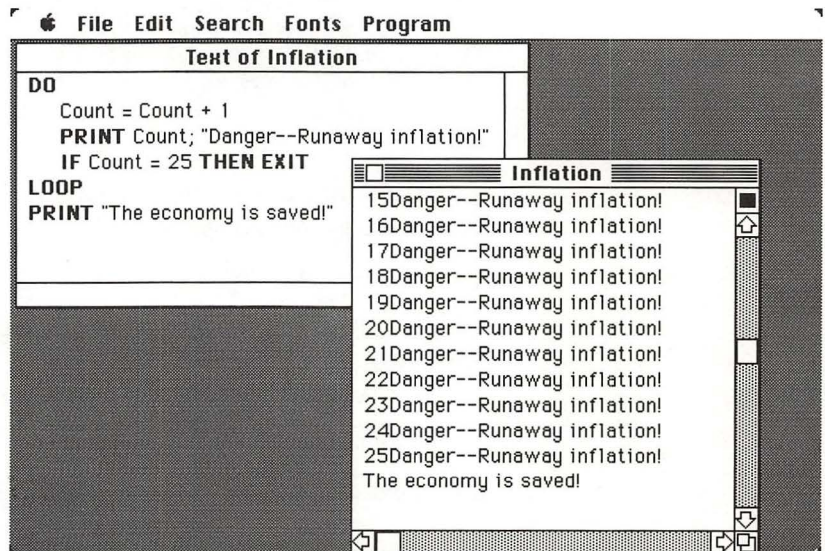 File Edit Search Fonts Program
Text of Inflation
DO
Count = Count + 1
PRINT Count; "Danger--Runaway inflation!"
IF Count = 25 THEN EXIT
LOOP
PRINT "The economy is saved!"
Inflation
15Danger--Runaway inflation!
16Danger--Runaway inflation!
17Danger--Runaway inflation!
18Danger--Runaway inflation!
19Danger--Runaway inflation!
20Danger--Runaway inflation!
21Danger--Runaway inflation!
22Danger--Runaway inflation!
23Danger--Runaway inflation!
24Danger--Runaway inflation!
25Danger--Runaway inflation!
The economy is saved!